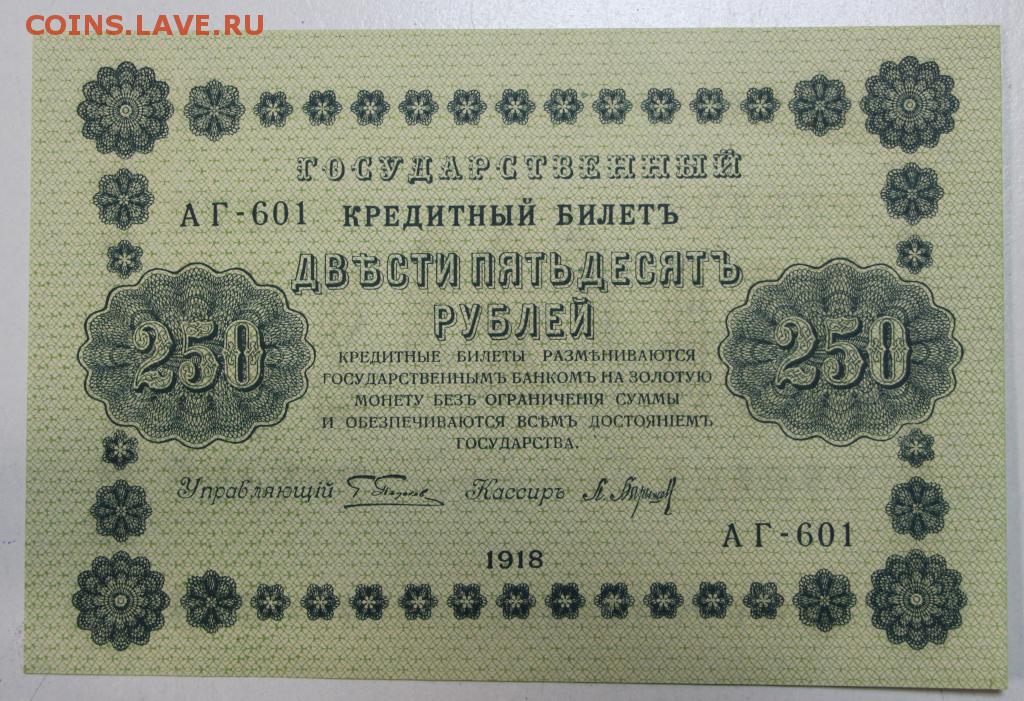 COINS.LAVE.RU
ГОСУДАРСТВЕННЫЙ
АГ-601 КРЕДИТНЫЙ БИЛЕТЪ
ДВѢСТИ ПЯТЬДЕСЯТЪ
РУБЛЕЙ
250 250
КРЕДИТНЫЕ БИЛЕТЫ РАЗМѢНИВАЮТСЯ
ГОСУДАРСТВЕННЫМЪ БАНКОМЪ НА ЗОЛОТУЮ
МОНЕТУ БЕЗЪ ОГРАНИЧЕНІЯ СУММЫ
И ОБЕЗПЕЧИВАЮТСЯ ВСѢМЪ ДОСТОЯНІЕМЪ
ГОСУДАРСТВА.
Управляющій Кассиръ
АГ-601
1918